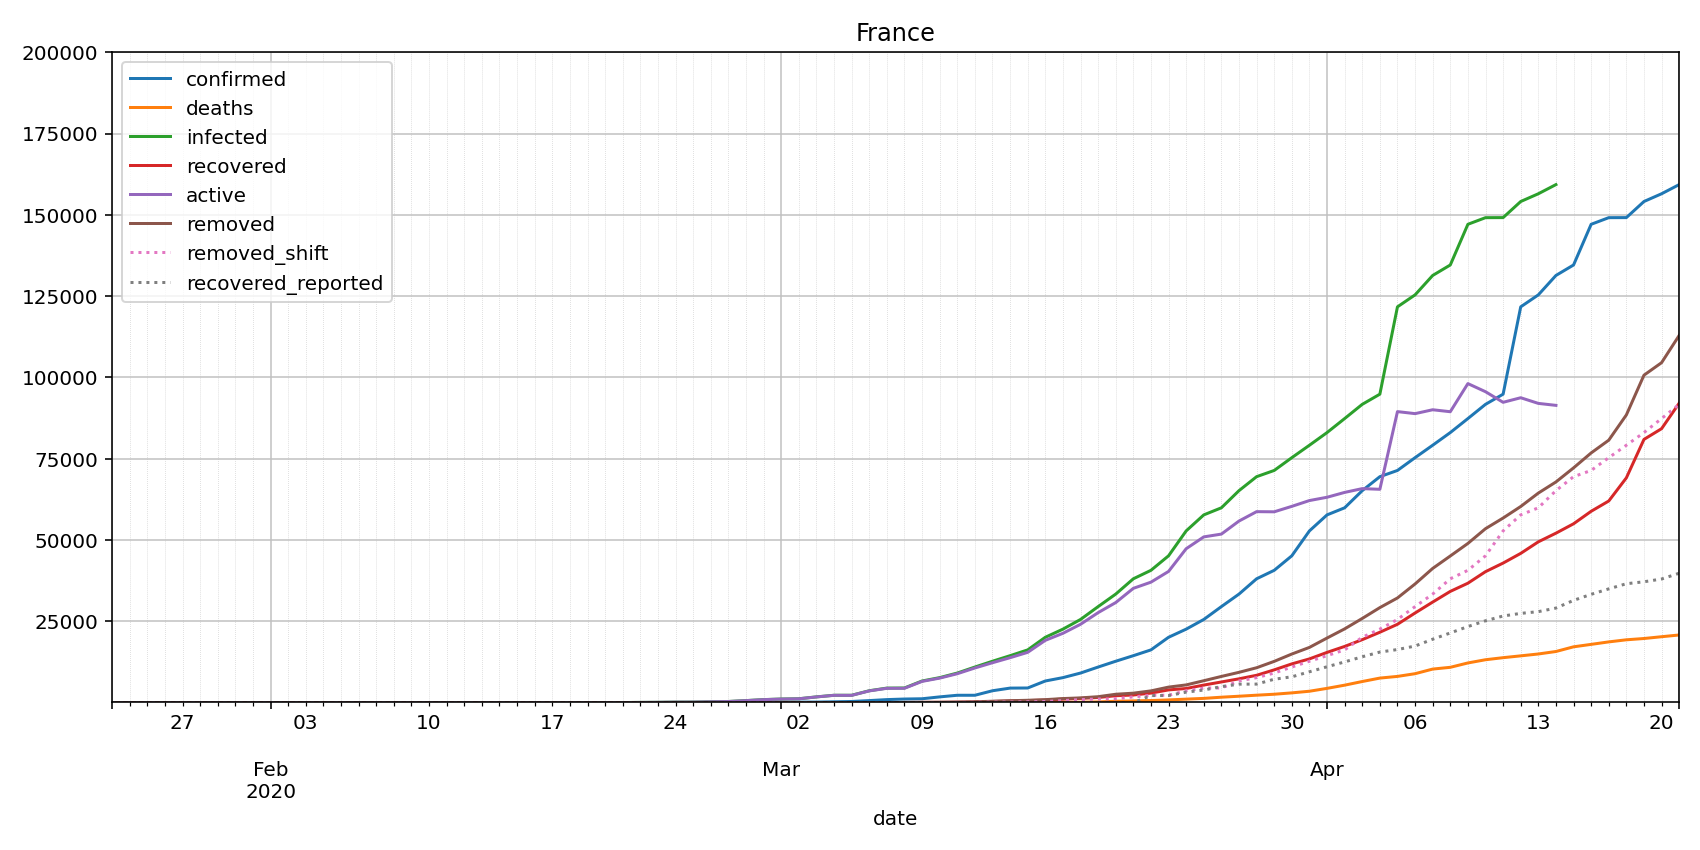 France
200000
175000
150000
125000
100000
75000
50000
25000
confirmed
deaths
infected
recovered
active
removed
removed_shift
recovered_reported
27 03 10 17 24 02 09 16 23 30 06 13 20
Feb Mar Apr
2020
date